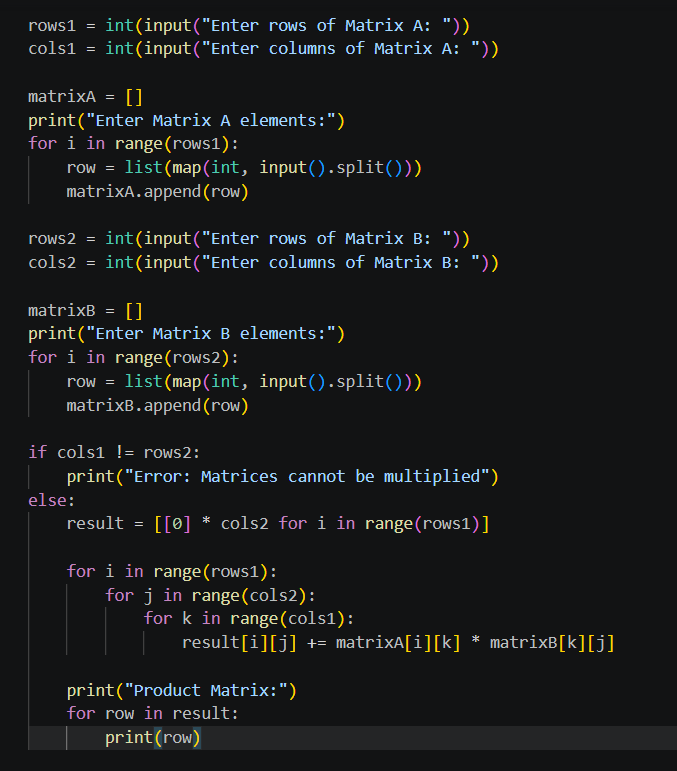 rows1 = int(input("Enter rows of Matrix A: "))
cols1 = int(input("Enter columns of Matrix A: "))

matrixA = []
print("Enter Matrix A elements:")
for i in range(rows1):
    row = list(map(int, input().split()))
    matrixA.append(row)

rows2 = int(input("Enter rows of Matrix B: "))
cols2 = int(input("Enter columns of Matrix B: "))

matrixB = []
print("Enter Matrix B elements:")
for i in range(rows2):
    row = list(map(int, input().split()))
    matrixB.append(row)

if cols1 != rows2:
    print("Error: Matrices cannot be multiplied")
else:
    result = [[0] * cols2 for i in range(rows1)]

    for i in range(rows1):
        for j in range(cols2):
            for k in range(cols1):
                result[i][j] += matrixA[i][k] * matrixB[k][j]

    print("Product Matrix:")
    for row in result:
        print(row)